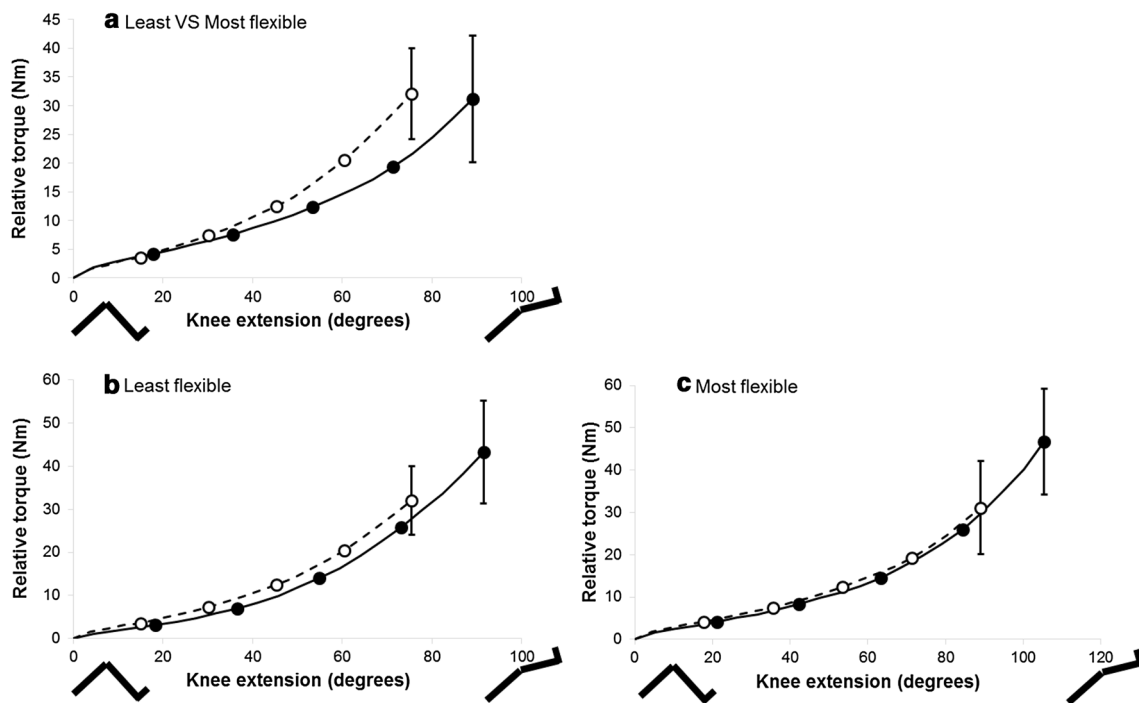 a Least VS Most flexible
Relative torque (Nm)
45
40
35
30
25
20
15
10
5
0
0 20 40 60 80 100
Knee extension (degrees)
b Least flexible
Relative torque (Nm)
60
50
40
30
20
10
0
0 20 40 60 80 100
Knee extension (degrees)
c Most flexible
Relative torque (Nm)
60
50
40
30
20
10
0
0 20 40 60 80 100 120
Knee extension (degrees)